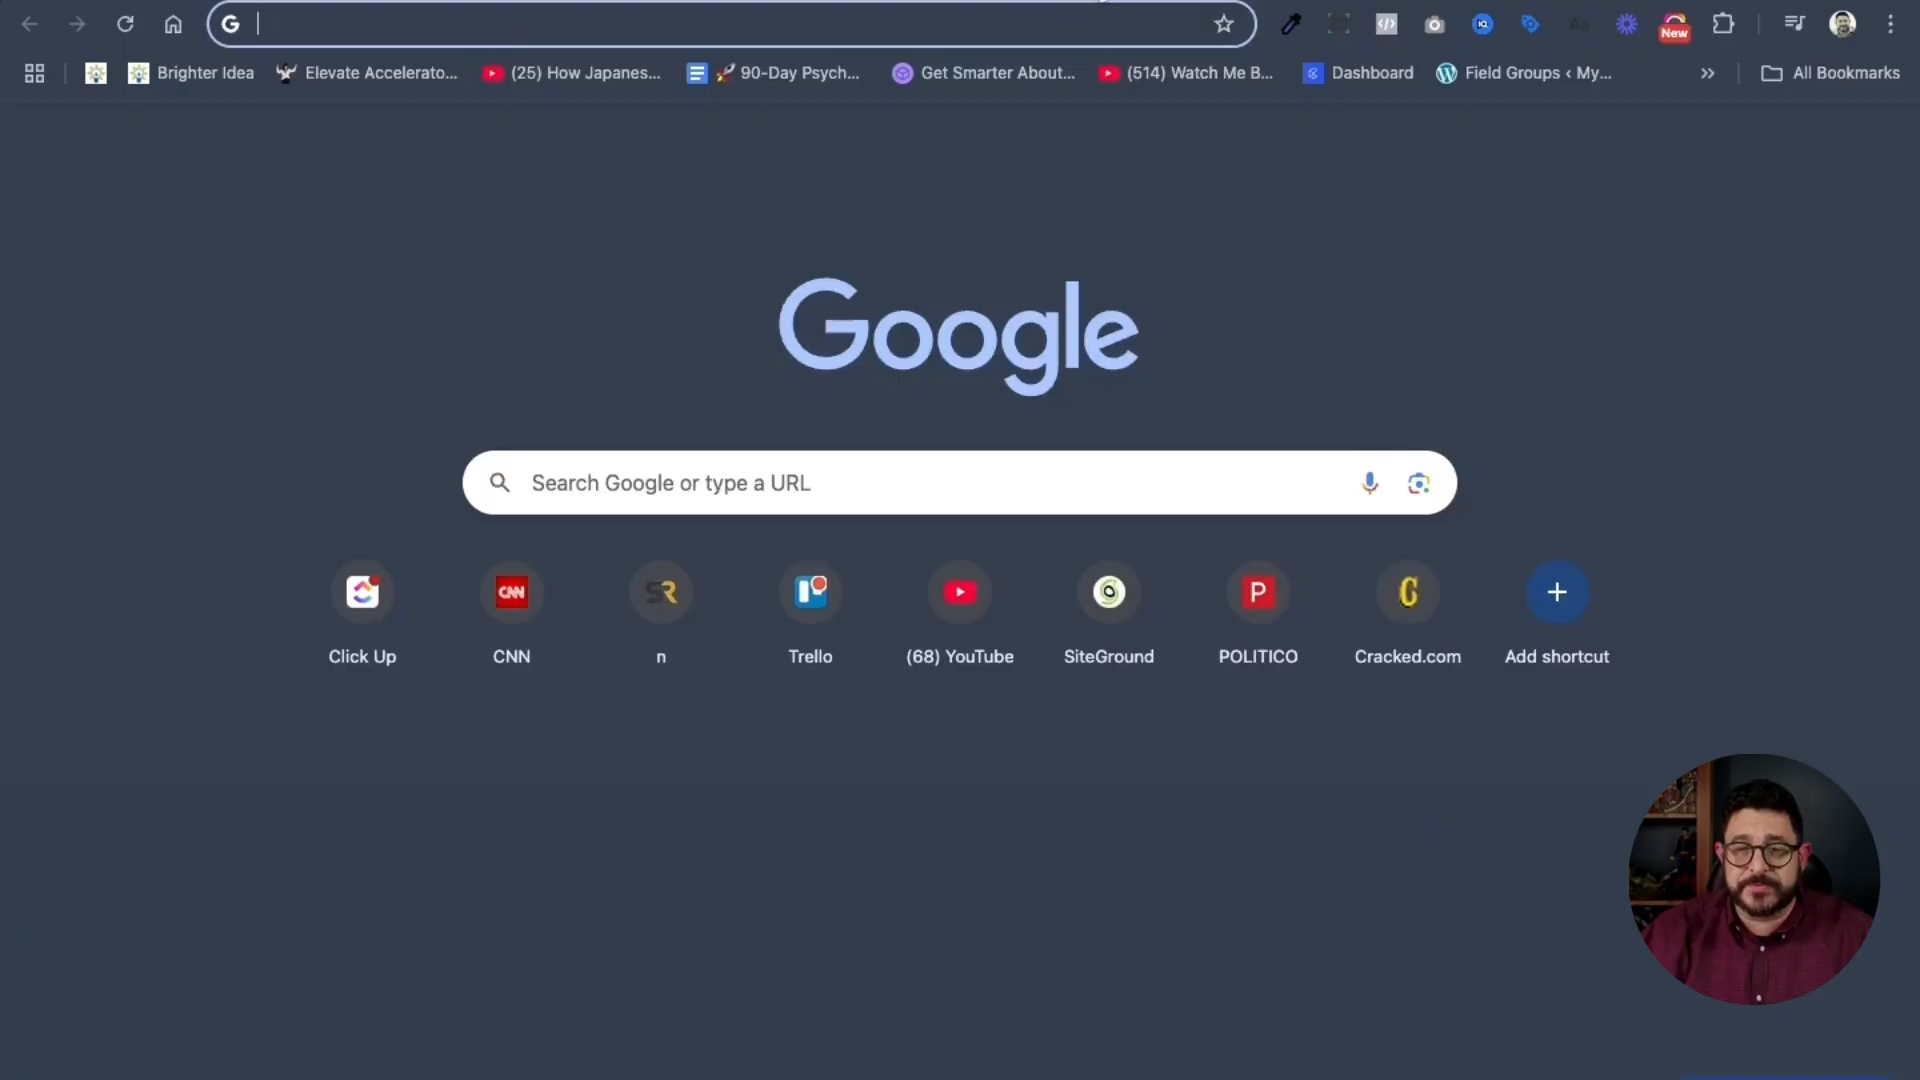 New
Brighter Idea
Elevate Accelerato...
(25) How Japanes...
🚀 90-Day Psych...
Get Smarter About...
(514) Watch Me B...
Dashboard
Field Groups ‹ My...
All Bookmarks
Google
Search Google or type a URL
CNN
SR
P
C
Click Up
CNN
n
Trello
(68) YouTube
SiteGround
POLITICO
Cracked.com
Add shortcut